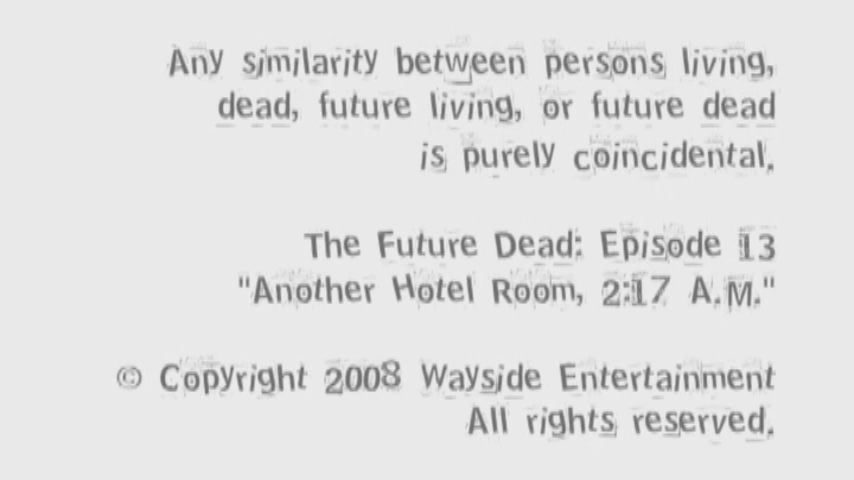 Any similarity between persons living,
dead, future living, or future dead
is purely coincidental.
The Future Dead: Episode 13
"Another Hotel Room, 2:17 A.M."
© Copyright 2008 Wayside Entertainment
All rights reserved.